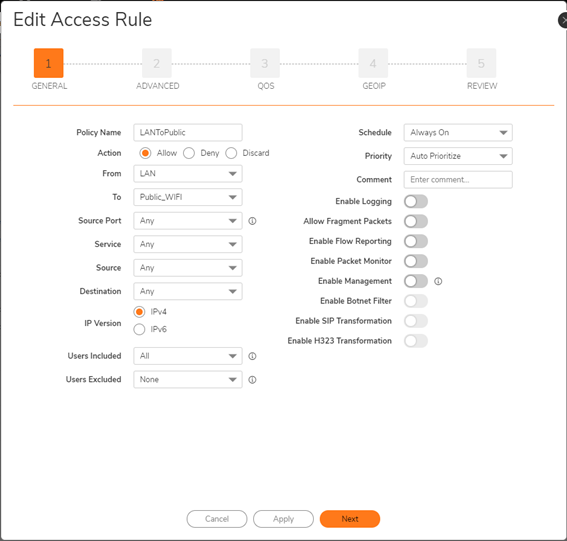 Edit Access Rule
1 2 3 4 5
GENERAL ADVANCED QOS GEOIP REVIEW
Policy Name LANToPublic
Action Allow Deny Discard
From LAN
To Public_WIFI
Source Port Any
Service Any
Source Any
Destination Any
IP Version IPv4
IPv6
Users Included All
Users Excluded None
Schedule Always On
Priority Auto Prioritize
Comment Enter comment...
Enable Logging
Allow Fragment Packets
Enable Flow Reporting
Enable Packet Monitor
Enable Management
Enable Botnet Filter
Enable SIP Transformation
Enable H323 Transformation
Cancel Apply Next